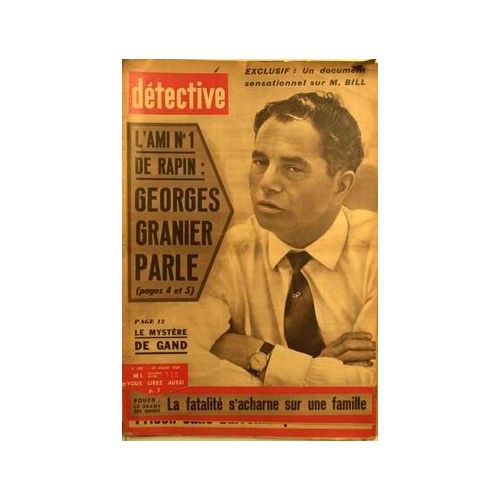 EXCLUSIF : Un document
sensationnel sur M. BILL
détective
L'AMI N°1
DE RAPIN :
GEORGES
GRANIER
PARLE
(pages 4 et 5)
PAGE 12
LE MYSTÈRE
DE GAND
VOUS LIREZ AUSSI
p. 7
ROUEN :
La fatalité s'acharne sur une famille